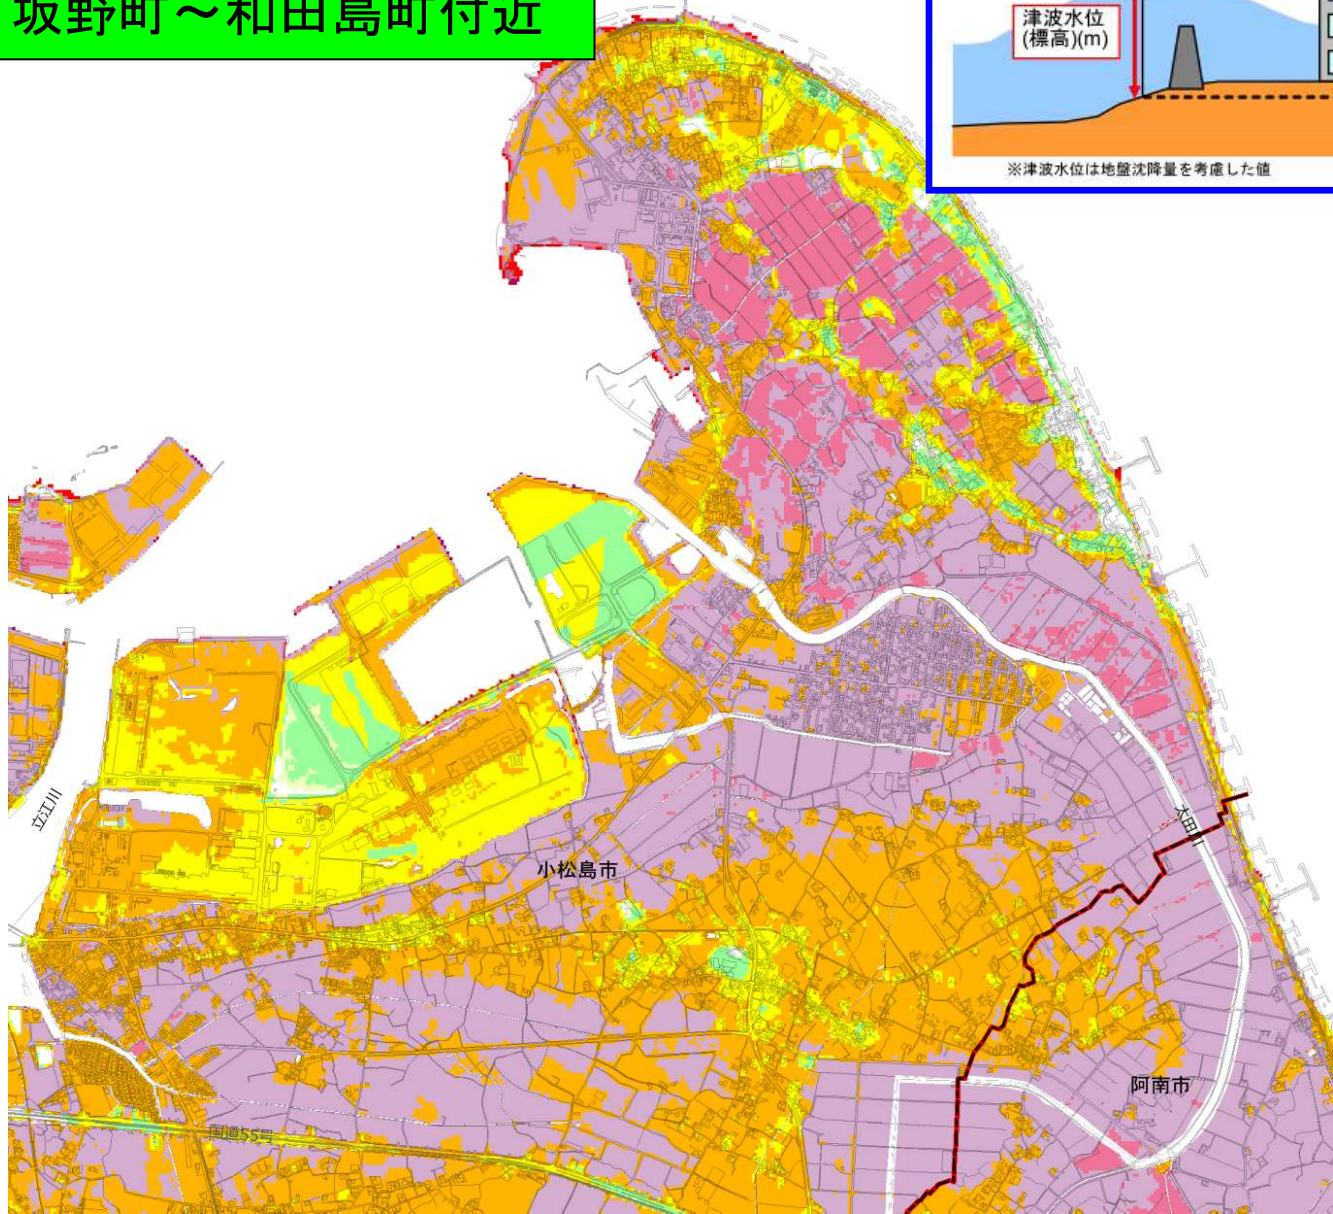 坂野町～和田島町付近
津波水位
(標高)(m)
※津波水位は地盤沈降量を考慮した値
立江川
太田川
小松島市
阿南市
国道55号